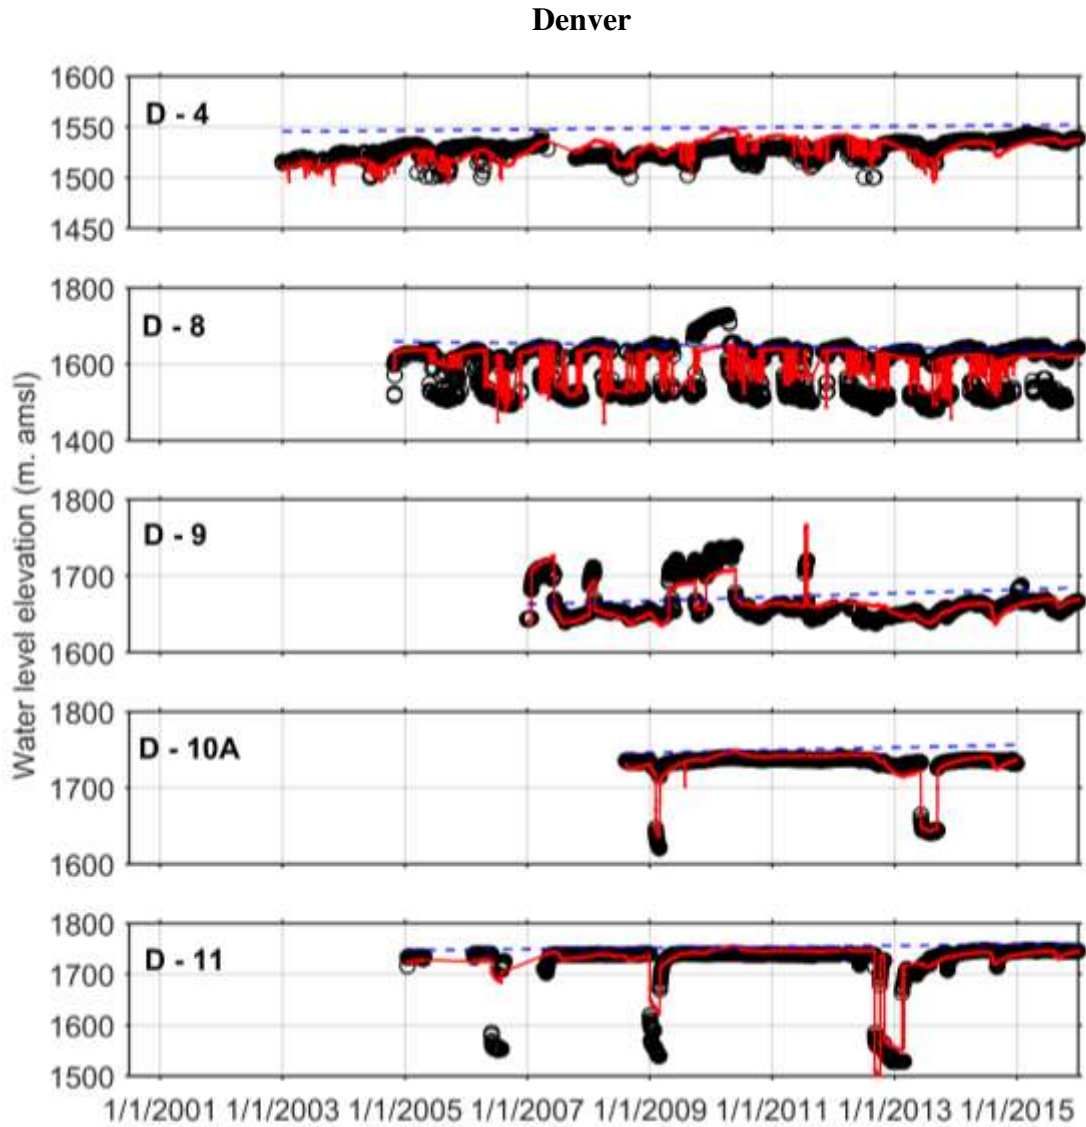 Denver
Water level elevation (m. amsl)
D - 4
1600
1550
1500
1450
D - 8
1800
1600
1400
D - 9
1800
1700
1600
D - 10A
1800
1700
1600
D - 11
1800
1700
1600
1500
1/1/2001 1/1/2003 1/1/2005 1/1/2007 1/1/2009 1/1/2011 1/1/2013 1/1/2015